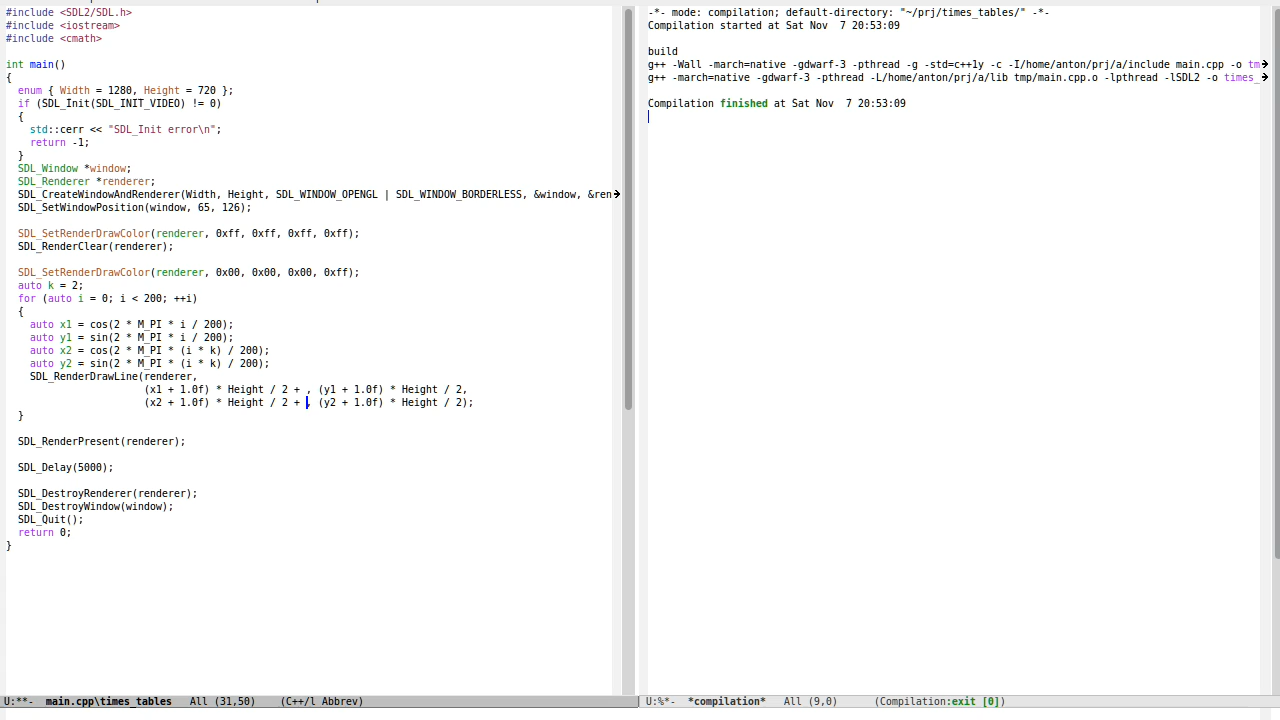 #include <SDL2/SDL.h>
#include <iostream>
#include <cmath>

int main()
{
  enum { Width = 1280, Height = 720 };
  if (SDL_Init(SDL_INIT_VIDEO) != 0)
  {
    std::cerr << "SDL_Init error\n";
    return -1;
  }
  SDL_Window *window;
  SDL_Renderer *renderer;
  SDL_CreateWindowAndRenderer(Width, Height, SDL_WINDOW_OPENGL | SDL_WINDOW_BORDERLESS, &window, &ren
  SDL_SetWindowPosition(window, 65, 126);

  SDL_SetRenderDrawColor(renderer, 0xff, 0xff, 0xff, 0xff);
  SDL_RenderClear(renderer);

  SDL_SetRenderDrawColor(renderer, 0x00, 0x00, 0x00, 0xff);
  auto k = 2;
  for (auto i = 0; i < 200; ++i)
  {
    auto x1 = cos(2 * M_PI * i / 200);
    auto y1 = sin(2 * M_PI * i / 200);
    auto x2 = cos(2 * M_PI * (i * k) / 200);
    auto y2 = sin(2 * M_PI * (i * k) / 200);
    SDL_RenderDrawLine(renderer,
                       (x1 + 1.0f) * Height / 2 + , (y1 + 1.0f) * Height / 2,
                       (x2 + 1.0f) * Height / 2 + , (y2 + 1.0f) * Height / 2);
  }

  SDL_RenderPresent(renderer);

  SDL_Delay(5000);

  SDL_DestroyRenderer(renderer);
  SDL_DestroyWindow(window);
  SDL_Quit();
  return 0;
}
U:**-  main.cpp\times_tables   All (31,50)    (C++/l Abbrev)
-*- mode: compilation; default-directory: "~/prj/times_tables/" -*-
Compilation started at Sat Nov  7 20:53:09

build
g++ -Wall -march=native -gdwarf-3 -pthread -g -std=c++1y -c -I/home/anton/prj/a/include main.cpp -o tm
g++ -march=native -gdwarf-3 -pthread -L/home/anton/prj/a/lib tmp/main.cpp.o -lpthread -lSDL2 -o times_

Compilation finished at Sat Nov  7 20:53:09
U:%*-  *compilation*   All (9,0)      (Compilation:exit [0])